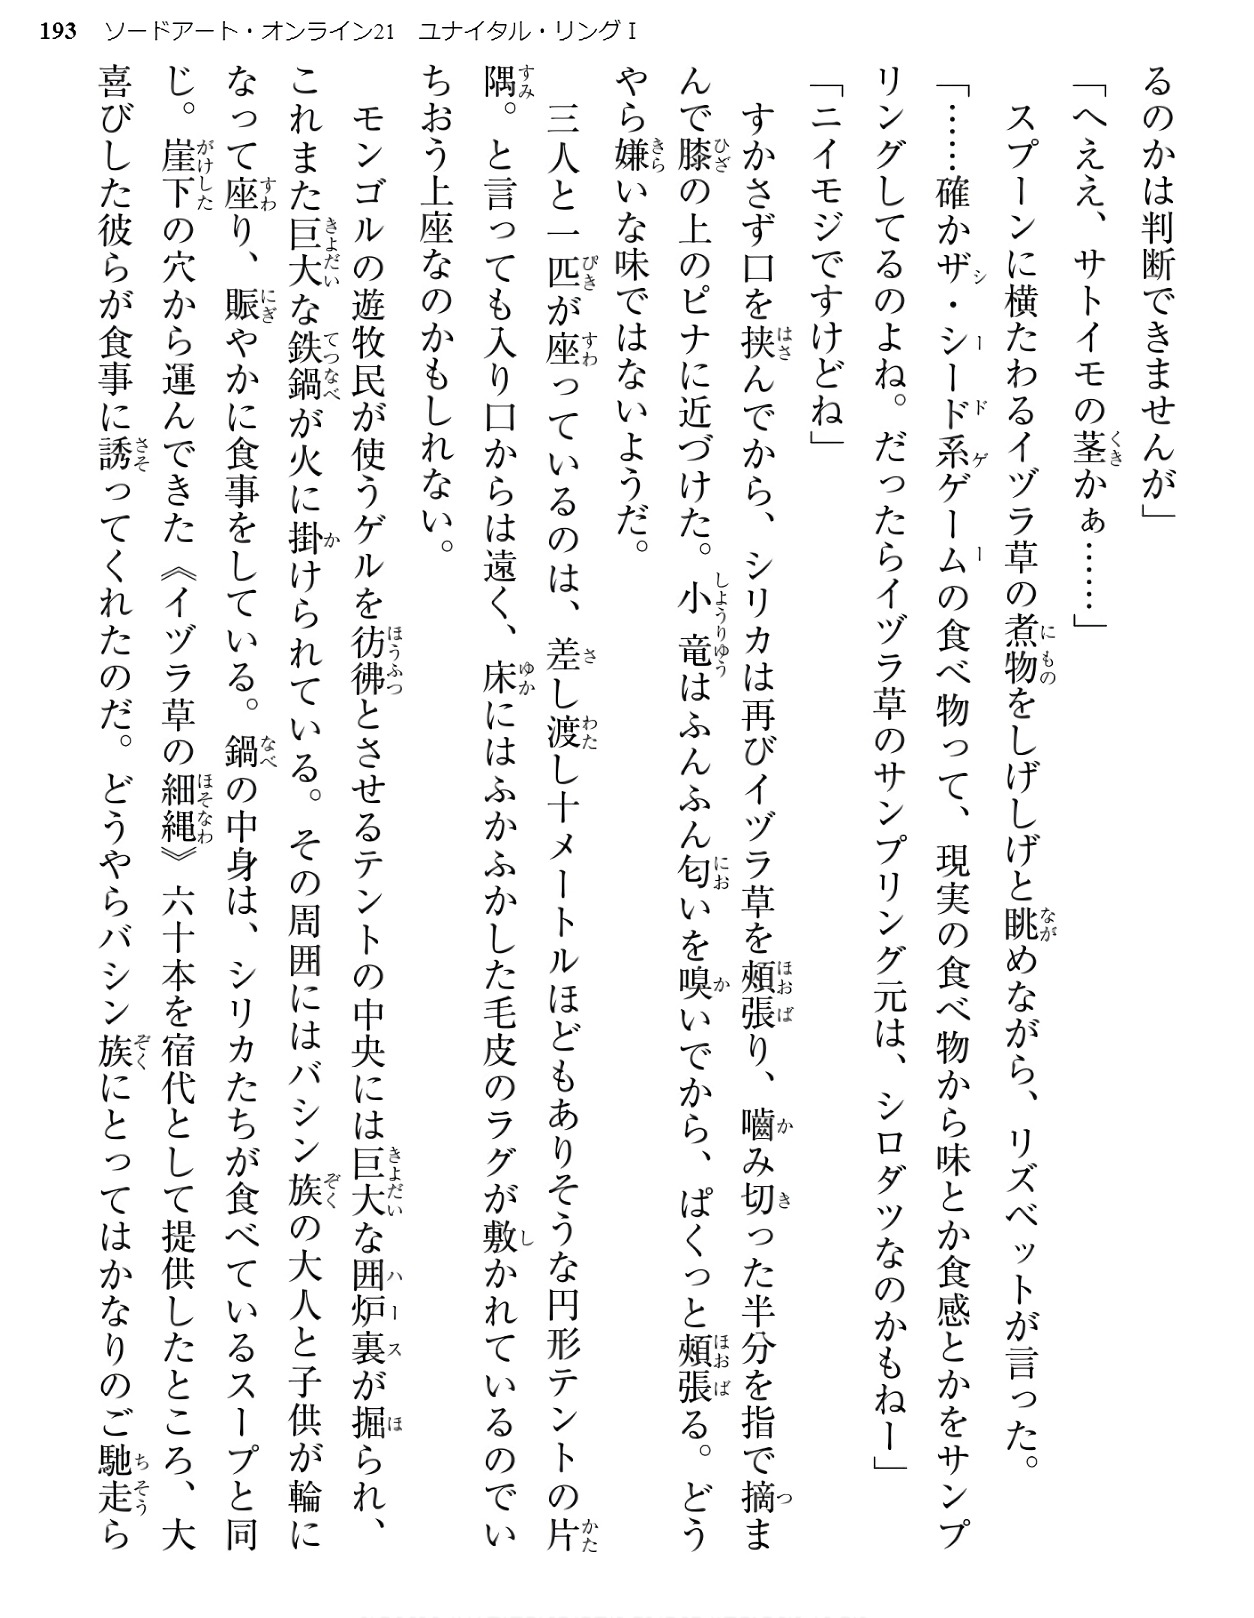 193 ソードアート・オンライン21　ユナイタル・リングⅠ
るのかは判断できませんが」
「へええ、サトイモの茎かぁ……」
　スプーンに横たわるイヅラ草の煮物をしげしげと眺めながら、リズベットが言った。
「……確かザ・シード系ゲームの食べ物って、現実の食べ物から味とか食感とかをサンプ
リングしてるのよね。だったらイヅラ草のサンプリング元は、シロダツなのかもねー」
「ニイモジですけどね」
　すかさず口を挟んでから、シリカは再びイヅラ草を頰張り、嚙み切った半分を指で摘ま
んで膝の上のピナに近づけた。小竜はふんふん匂いを嗅いでから、ぱくっと頰張る。どう
やら嫌いな味ではないようだ。
　三人と一匹が座っているのは、差し渡し十メートルほどもありそうな円形テントの片
隅。と言っても入り口からは遠く、床にはふかふかした毛皮のラグが敷かれているのでい
ちおう上座なのかもしれない。
　モンゴルの遊牧民が使うゲルを彷彿とさせるテントの中央には巨大な囲炉裏が掘られ、
これまた巨大な鉄鍋が火に掛けられている。その周囲にはバシン族の大人と子供が輪に
なって座り、賑やかに食事をしている。鍋の中身は、シリカたちが食べているスープと同
じ。崖下の穴から運んできた《イヅラ草の細縄》六十本を宿代として提供したところ、大
喜びした彼らが食事に誘ってくれたのだ。どうやらバシン族にとってはかなりのご馳走ら